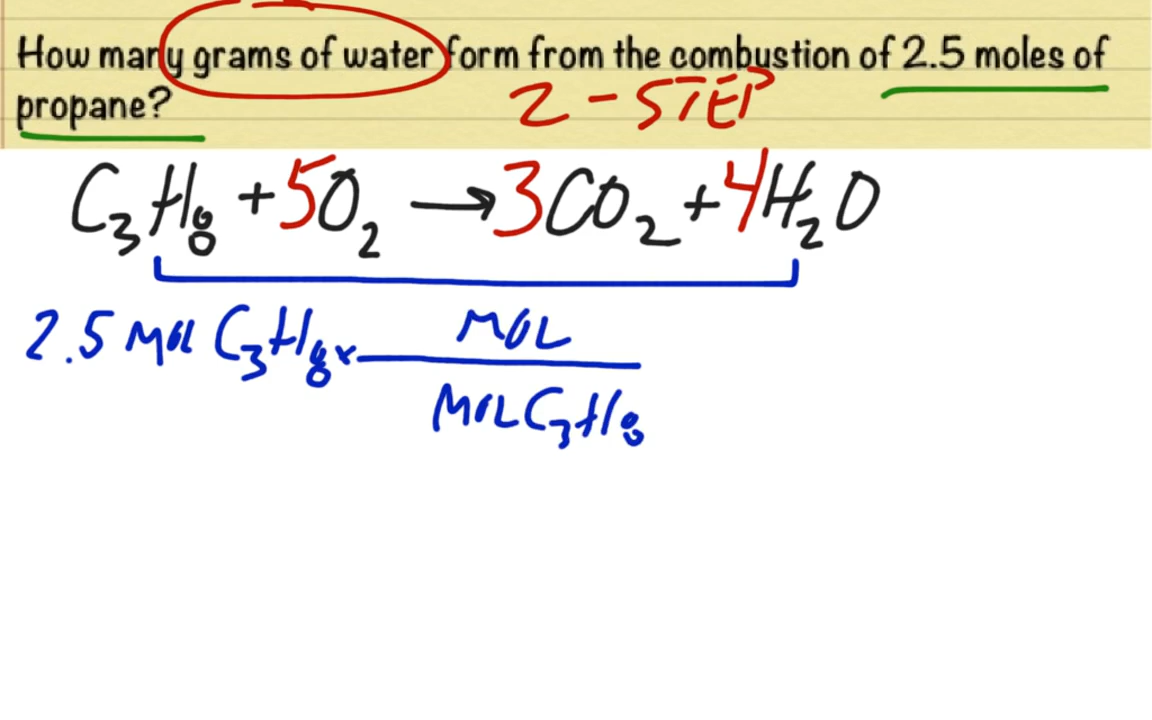 How many grams of water form from the combustion of 2.5 moles of
propane?
2-STEP
C₃H₈ + 5O₂ → 3CO₂ + 4H₂O
2.5 MOL C₃H₈ x MOL
MOL C₃H₈